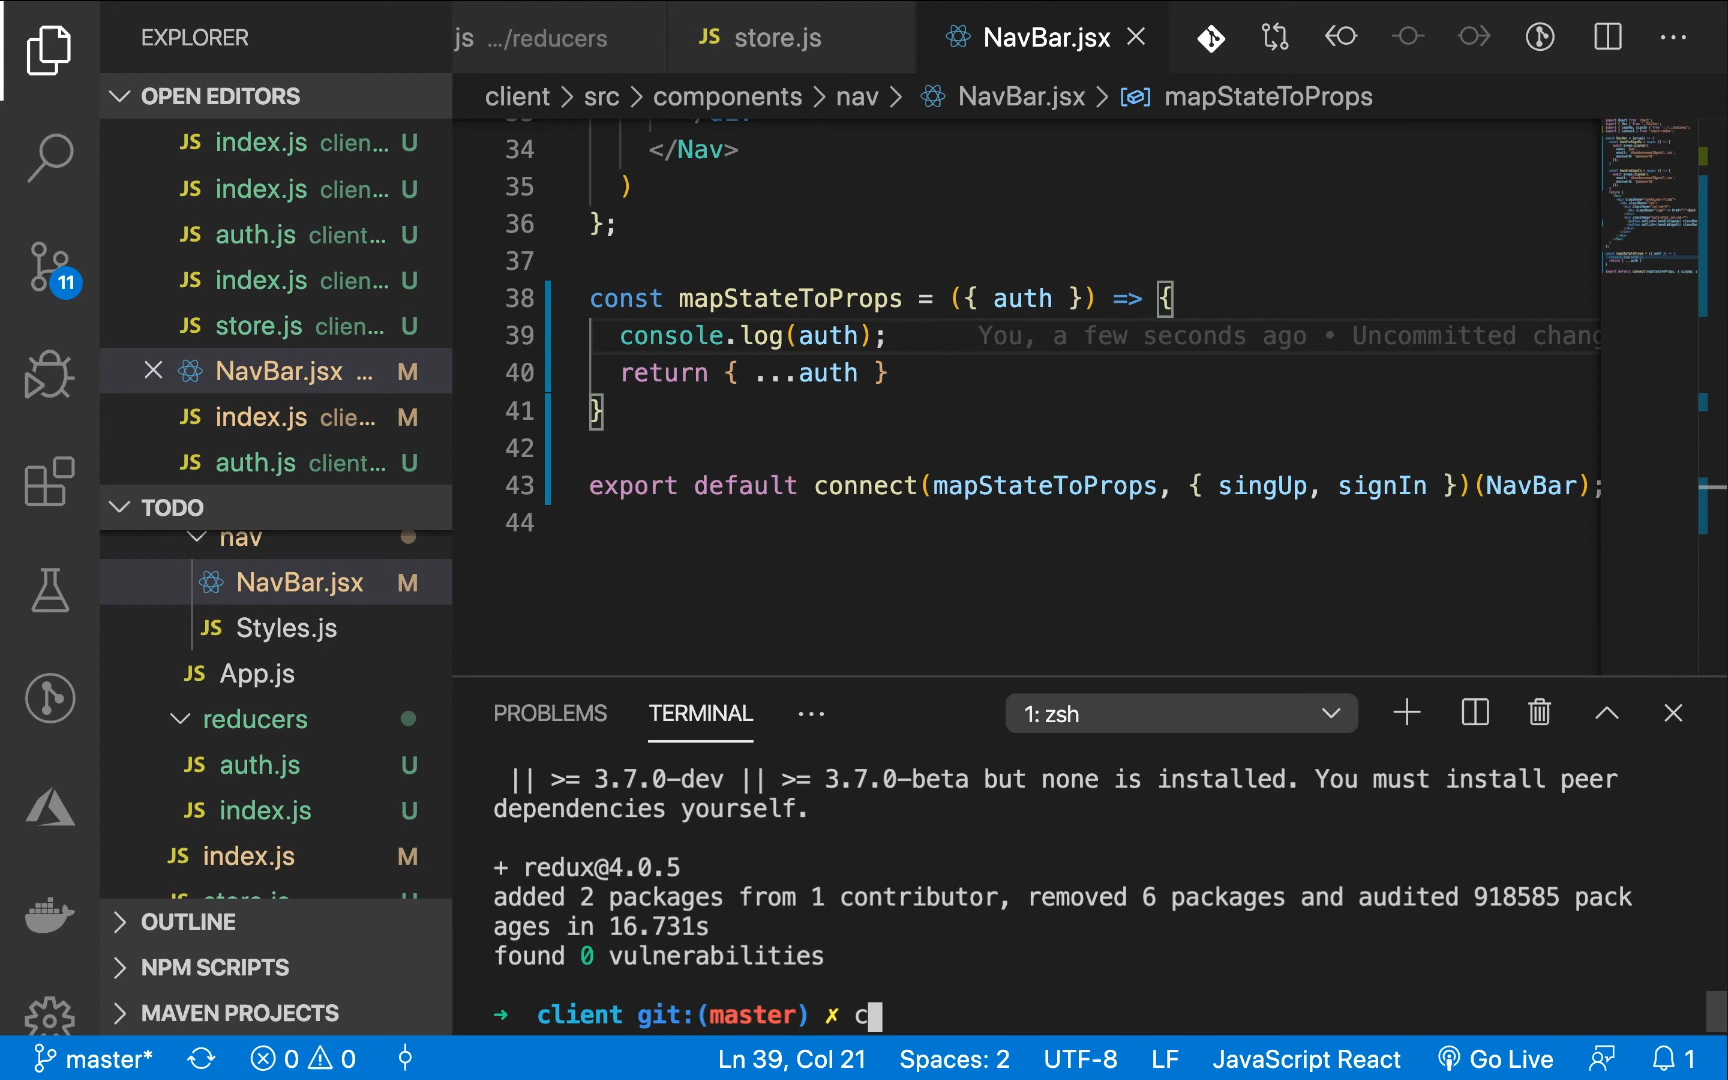 EXPLORER
js .../reducers
JS store.js
NavBar.jsx
OPEN EDITORS
client > src > components > nav > NavBar.jsx > mapStateToProps
JS index.js clien... U
JS index.js clien... U
JS auth.js client... U
JS index.js clien... U
JS store.js clien... U
NavBar.jsx ... M
JS index.js clie... M
JS auth.js client... U
11
TODO
nav
NavBar.jsx M
JS Styles.js
JS App.js
reducers
JS auth.js U
JS index.js U
JS index.js M
OUTLINE
NPM SCRIPTS
MAVEN PROJECTS
34 </Nav>
35 )
36 };
37
38 const mapStateToProps = ({ auth }) => {
39 console.log(auth); You, a few seconds ago • Uncommitted chang
40 return { ...auth }
41 }
42
43 export default connect(mapStateToProps, { singUp, signIn })(NavBar);
44
PROBLEMS TERMINAL ... 1: zsh
|| >= 3.7.0-dev || >= 3.7.0-beta but none is installed. You must install peer
dependencies yourself.
+ redux@4.0.5
added 2 packages from 1 contributor, removed 6 packages and audited 918585 pack
ages in 16.731s
found 0 vulnerabilities
➜ client git:(master) ✗ c
master* 0 0 Ln 39, Col 21 Spaces: 2 UTF-8 LF JavaScript React Go Live 1